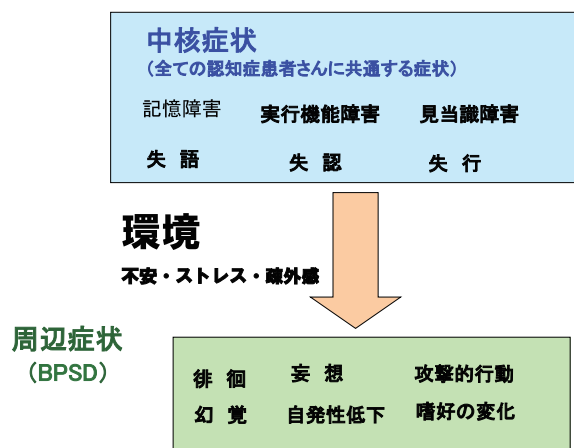 中核症状
（全ての認知症患者さんに共通する症状）
記憶障害 実行機能障害 見当識障害
失 語 失 認 失 行
環境
不安・ストレス・疎外感
周辺症状
（BPSD）
徘 徊 妄 想 攻撃的行動
幻 覚 自発性低下 嗜好の変化